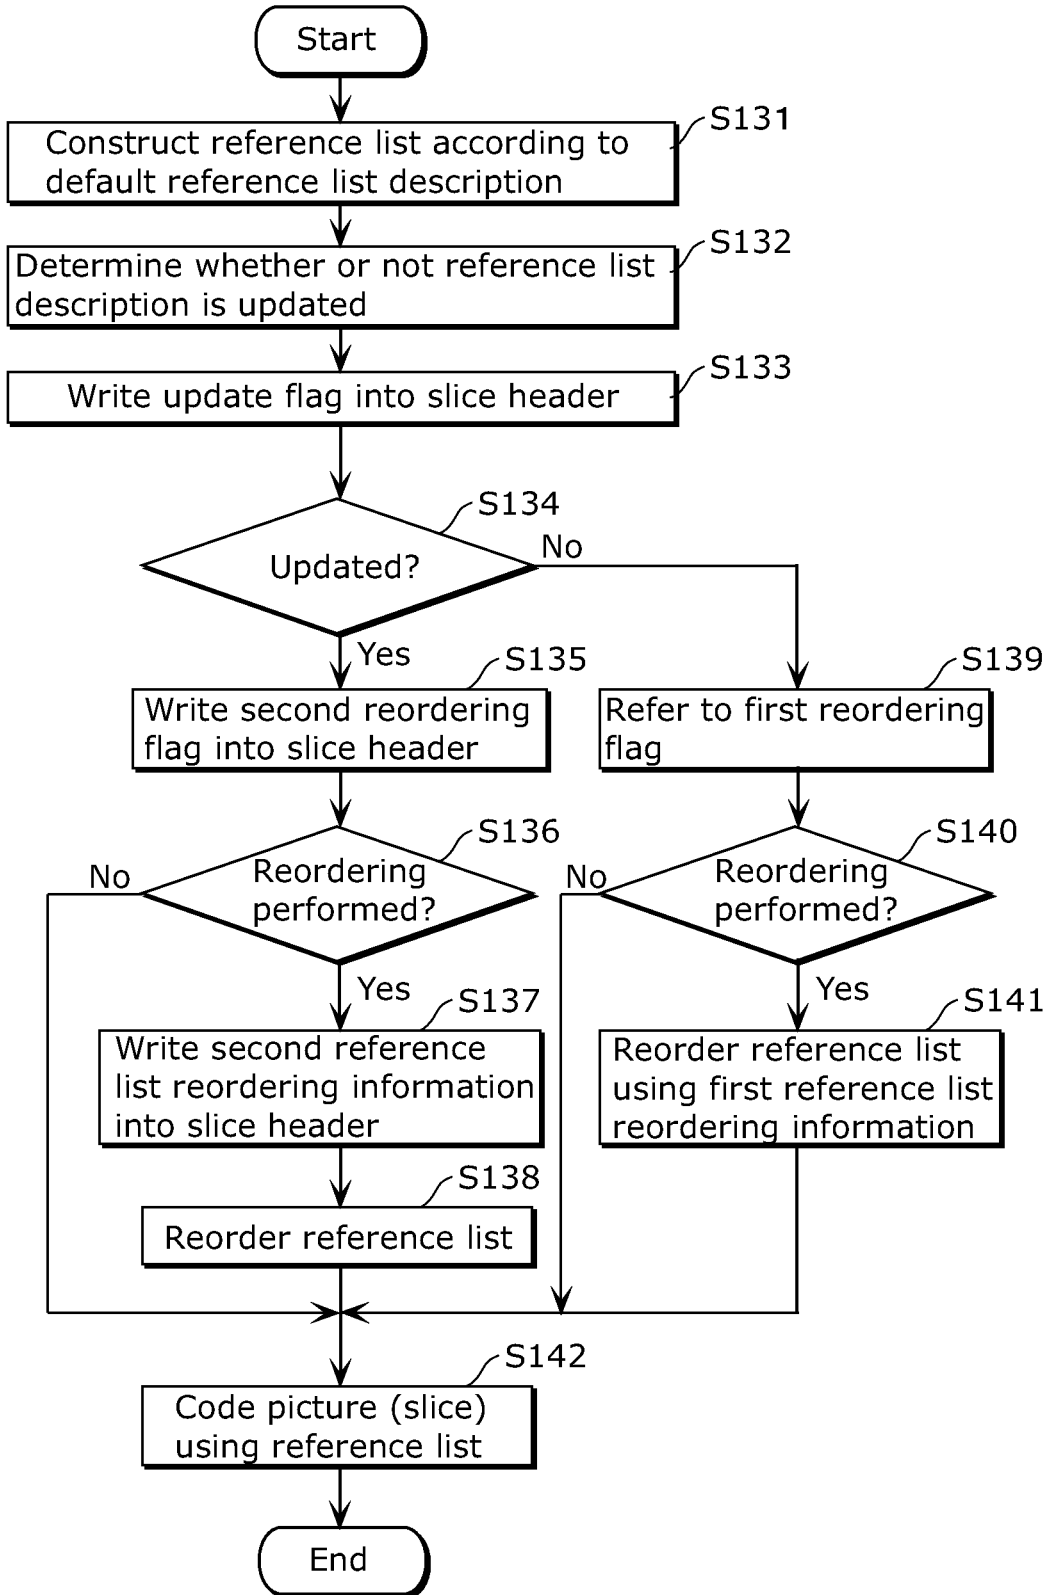 Start
S131
Construct reference list according to
default reference list description
S132
Determine whether or not reference list
description is updated
S133
Write update flag into slice header
S134
Updated?
No
Yes
S135
Write second reordering
flag into slice header
S139
Refer to first reordering
flag
S136
Reordering
performed?
No
Yes
S140
Reordering
performed?
No
Yes
S137
Write second reference
list reordering information
into slice header
S141
Reorder reference list
using first reference list
reordering information
S138
Reorder reference list
S142
Code picture (slice)
using reference list
End